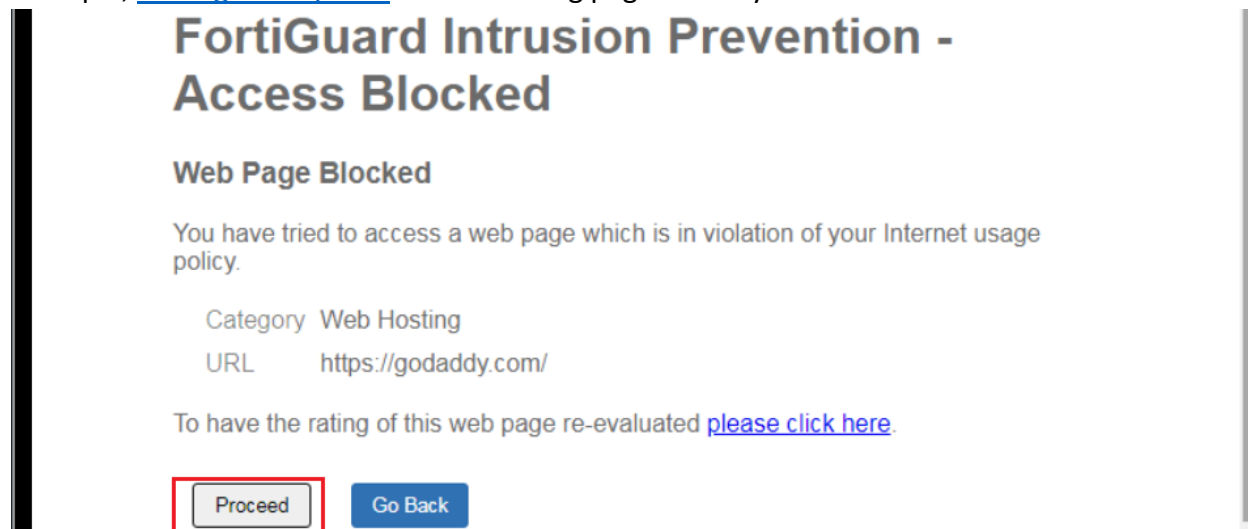 FortiGuard Intrusion Prevention -
Access Blocked
Web Page Blocked
You have tried to access a web page which is in violation of your Internet usage
policy.
Category Web Hosting
URL https://godaddy.com/
To have the rating of this web page re-evaluated please click here.
Proceed Go Back